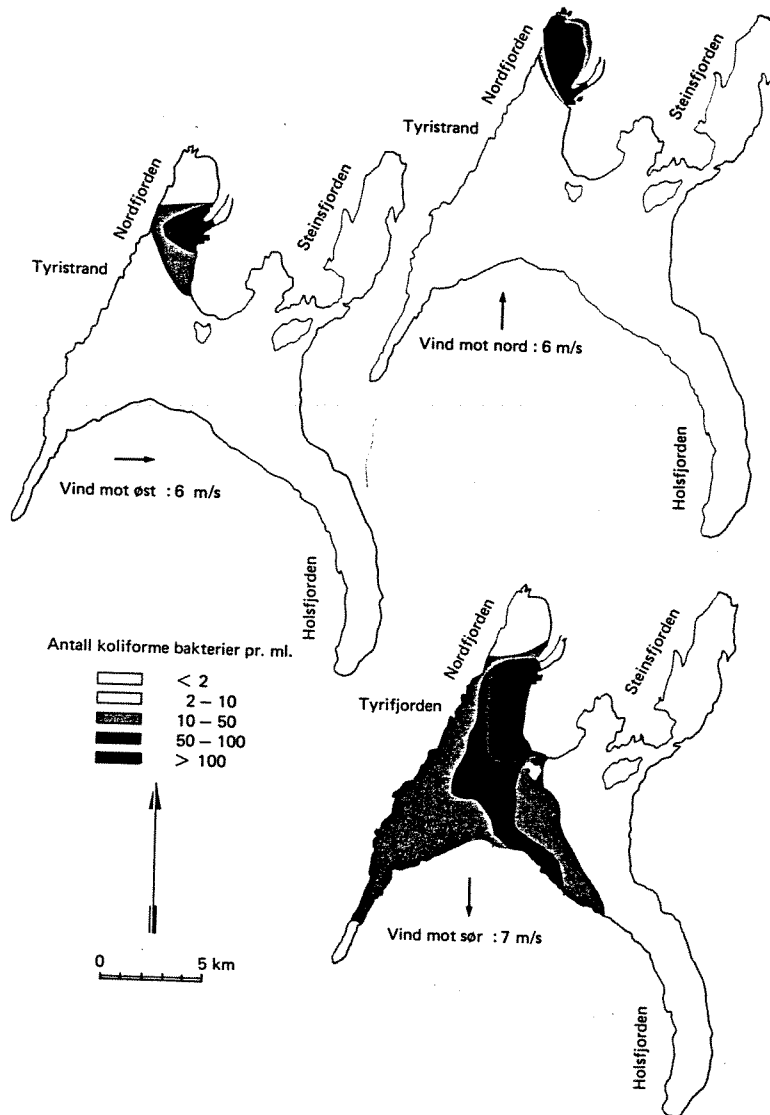 Nordfjorden
Steinsfjorden
Tyristrand
Vind mot nord : 6 m/s
Holsfjorden
Nordfjorden
Steinsfjorden
Tyristrand
Vind mot øst : 6 m/s
Holsfjorden
Antall koliforme bakterier pr. ml.
< 2
2 – 10
10 – 50
50 – 100
> 100
0 5 km
Nordfjorden
Steinsfjorden
Tyrifjorden
Vind mot sør : 7 m/s
Holsfjorden